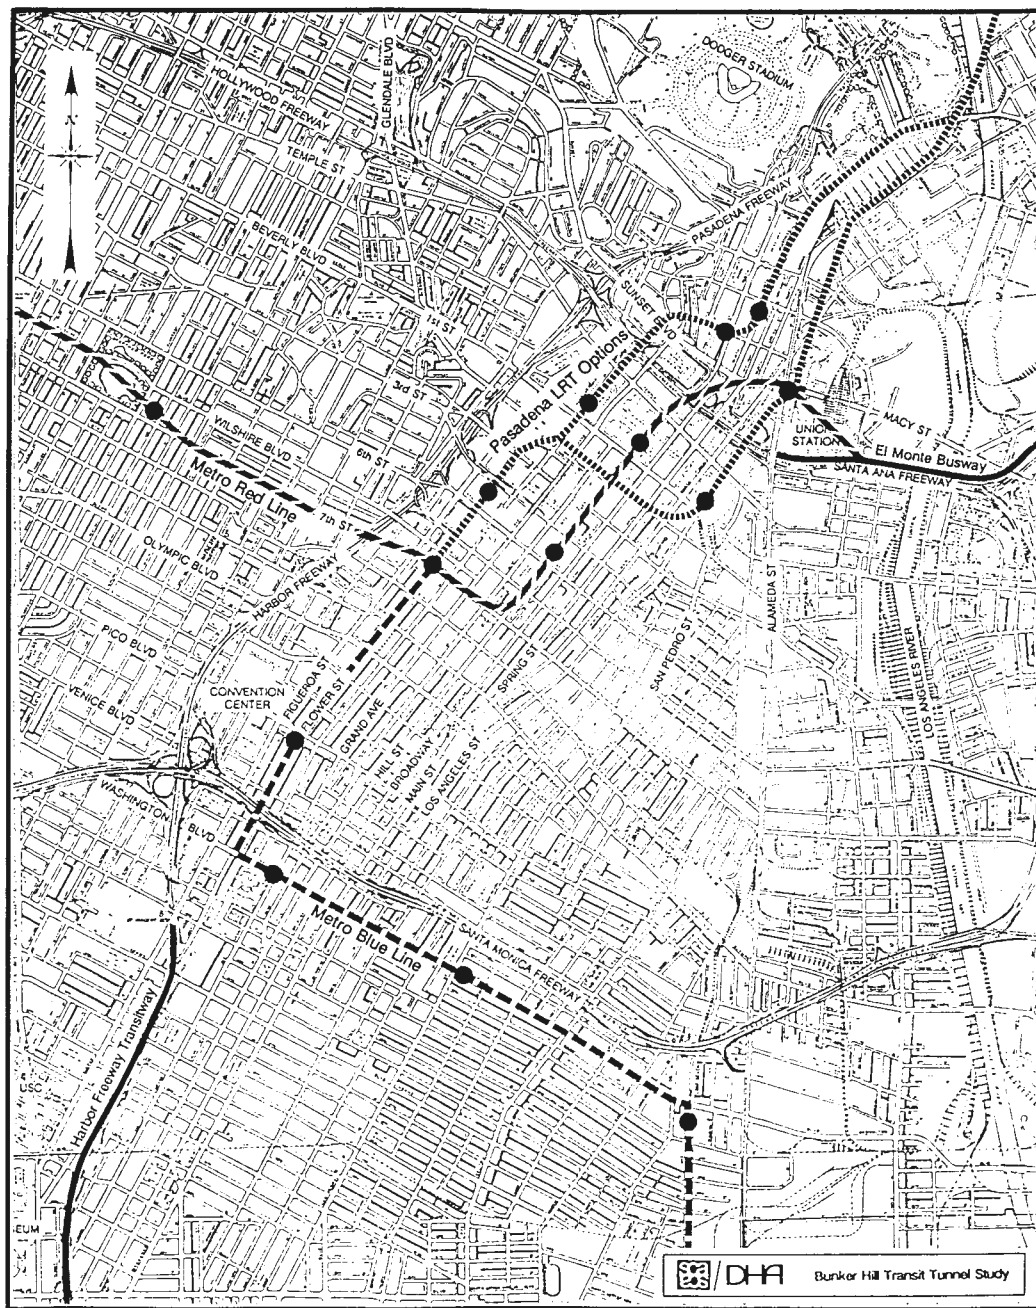 DODGER STADIUM
GLENDALE BLVD
HOLLYWOOD FREEWAY
TEMPLE ST
BEVERLY BLVD
PASADENA FREEWAY
SUNSET
1st ST
Pasadena LRT Options
3rd ST
WILSHIRE BLVD
6th ST
UNION
STATION
MACY ST
El Monte Busway
SANTA ANA FREEWAY
Metro Red Line
7th ST
OLYMPIC BLVD
HARBOR FREEWAY
PICO BLVD
VENICE BLVD
CONVENTION
CENTER
FIGUEROA ST
FLOWER ST
GRAND AVE
HILL ST
BROADWAY
MAIN ST
LOS ANGELES ST
SPRING ST
SAN PEDRO ST
ALAMEDA ST
LOS ANGELES RIVER
WASHINGTON BLVD
Metro Blue Line
SANTA MONICA FREEWAY
Harbor Freeway Transitway
USC
EUM
DHA
Bunker Hill Transit Tunnel Study